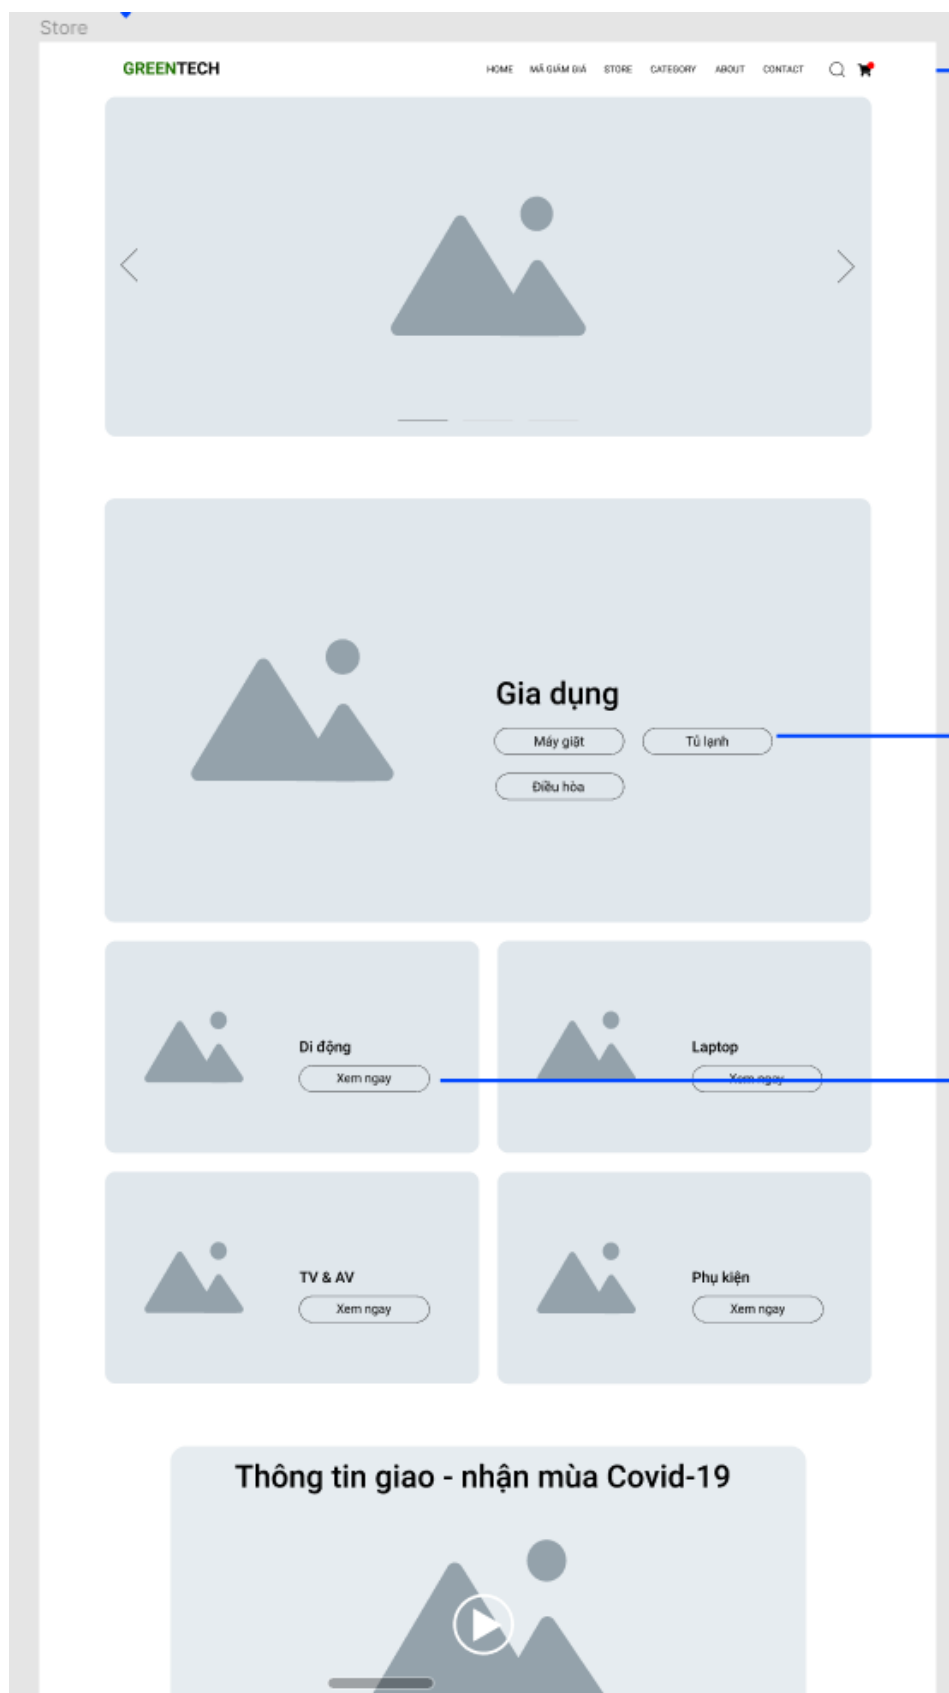 Store
GREENTECH
HOME MÃ GIẢM GIÁ STORE CATEGORY ABOUT CONTACT
Gia dụng
Máy giặt Tủ lạnh
Điều hòa
Di động
Xem ngay
Laptop
Xem ngay
TV & AV
Xem ngay
Phụ kiện
Xem ngay
Thông tin giao - nhận mùa Covid-19